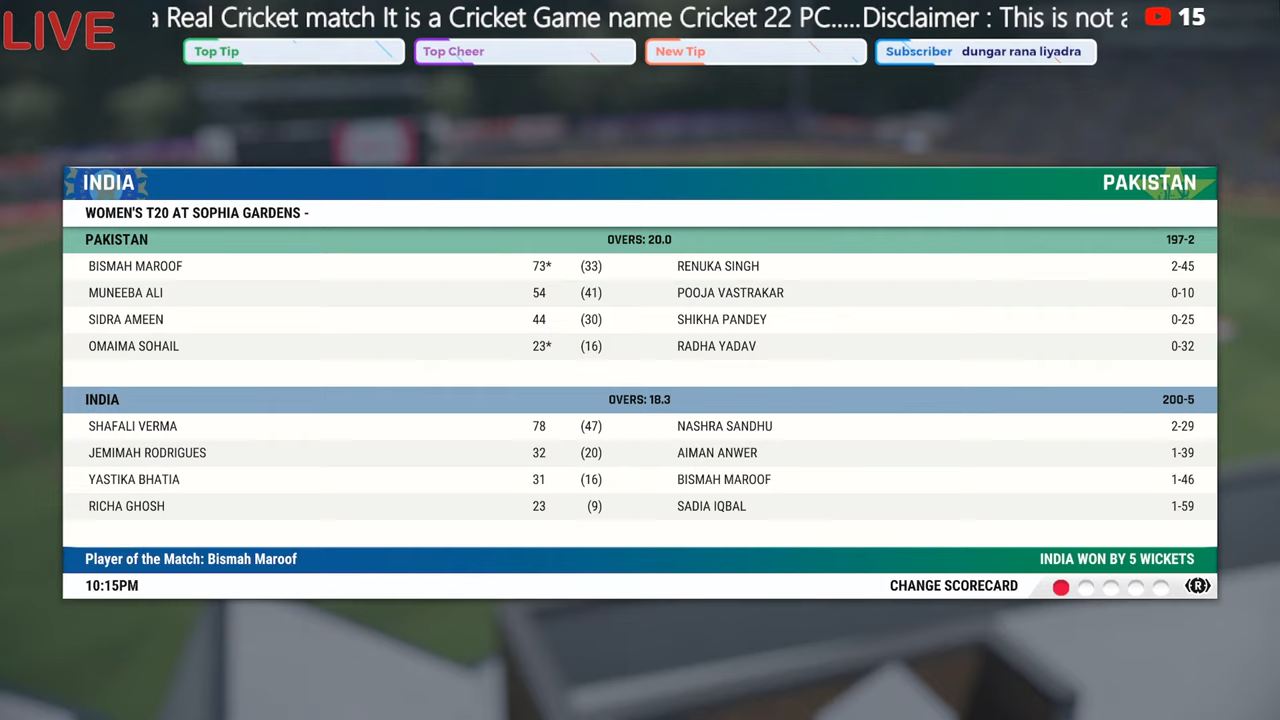 LIVE
a Real Cricket match It is a Cricket Game name Cricket 22 PC.....Disclaimer : This is not a
15
Top Tip
Top Cheer
New Tip
Subscriber dungar rana liyadra
INDIA PAKISTAN
WOMEN'S T20 AT SOPHIA GARDENS -
PAKISTAN OVERS: 20.0 197-2
BISMAH MAROOF 73* (33) RENUKA SINGH 2-45
MUNEEBA ALI 54 (41) POOJA VASTRAKAR 0-10
SIDRA AMEEN 44 (30) SHIKHA PANDEY 0-25
OMAIMA SOHAIL 23* (16) RADHA YADAV 0-32
INDIA OVERS: 18.3 200-5
SHAFALI VERMA 78 (47) NASHRA SANDHU 2-29
JEMIMAH RODRIGUES 32 (20) AIMAN ANWER 1-39
YASTIKA BHATIA 31 (16) BISMAH MAROOF 1-46
RICHA GHOSH 23 (9) SADIA IQBAL 1-59
Player of the Match: Bismah Maroof INDIA WON BY 5 WICKETS
10:15PM CHANGE SCORECARD R